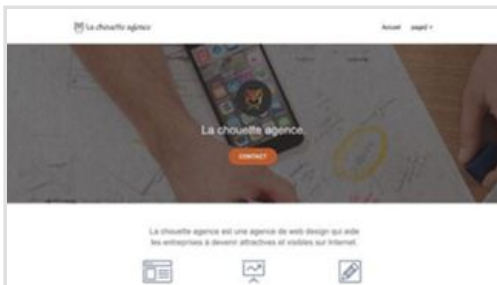 La chouette agence
Accueil page2
La chouette agence.
CONTACT
La chouette agence est une agence de web design qui aide
les entreprises à devenir attractives et visibles sur Internet.